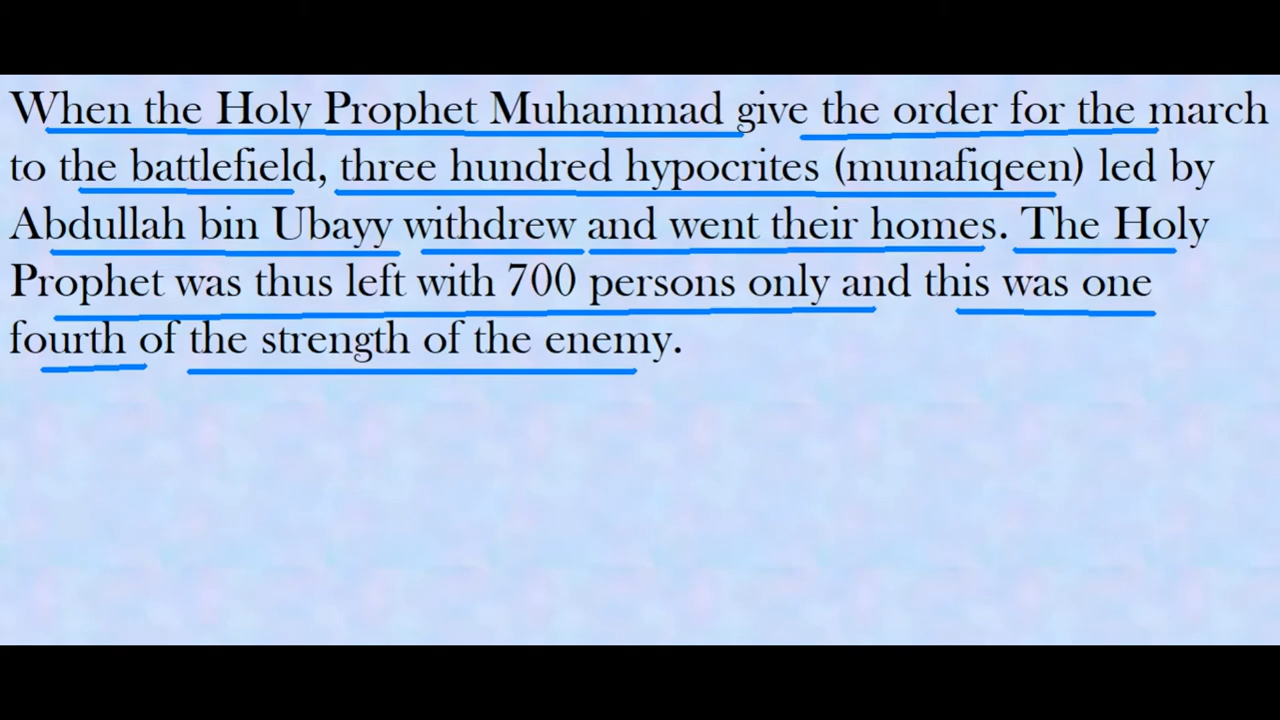 When the Holy Prophet Muhammad give the order for the march
to the battlefield, three hundred hypocrites (munafiqeen) led by
Abdullah bin Ubayy withdrew and went their homes. The Holy
Prophet was thus left with 700 persons only and this was one
fourth of the strength of the enemy.